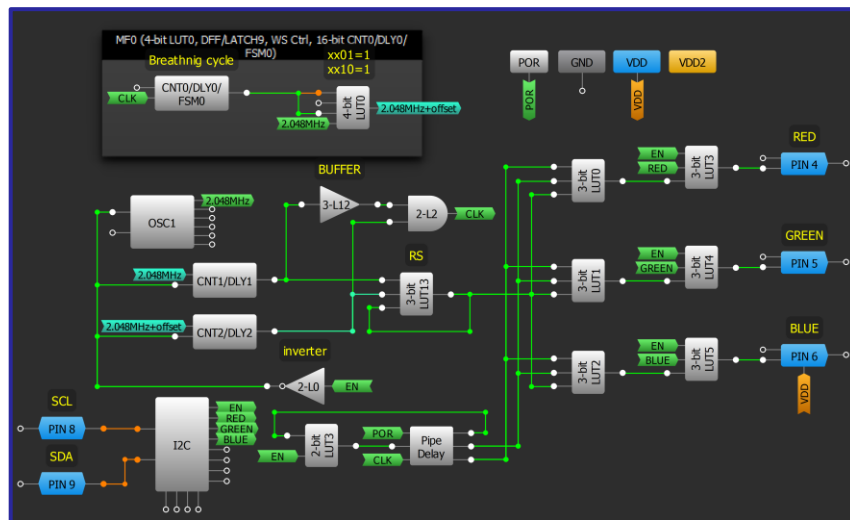 MF0 (4-bit LUT0, DFF/LATCH9, WS Ctrl, 16-bit CNT0/DLY0/
FSM0)
Breathnig cycle
xx01=1
xx10=1
CLK
CNT0/DLY0/
FSM0
2.048MHz
4-bit
LUT0
2.048MHz+offset
POR
GND
VDD
VDD2
POR
VDD
RED
EN
RED
3-bit
LUT0
3-bit
LUT3
PIN 4
BUFFER
OSC1
2.048MHz
3-L12
2-L2
CLK
GREEN
EN
GREEN
3-bit
LUT1
3-bit
LUT4
PIN 5
RS
2.048MHz
CNT1/DLY1
3-bit
LUT13
2.048MHz+offset
CNT2/DLY2
BLUE
EN
BLUE
3-bit
LUT2
3-bit
LUT5
PIN 6
VDD
inverter
2-L0
EN
SCL
PIN 8
SDA
PIN 9
I2C
EN
RED
GREEN
BLUE
EN
2-bit
LUT3
POR
CLK
Pipe
Delay